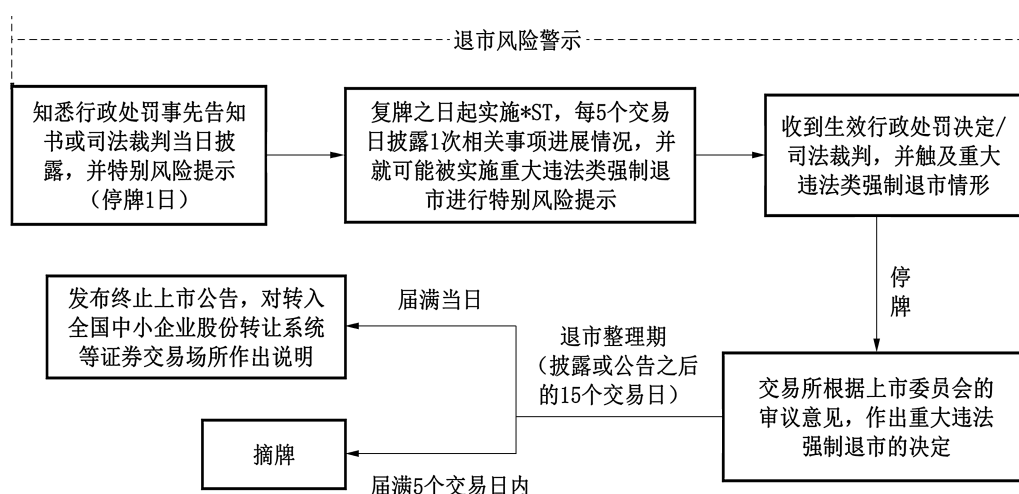 退市风险警示
知悉行政处罚事先告知
书或司法裁判当日披
露，并特别风险提示
（停牌1日）
复牌之日起实施*ST，每5个交易
日披露1次相关事项进展情况，并
就可能被实施重大违法类强制退
市进行特别风险提示
收到生效行政处罚决定/
司法裁判，并触及重大
违法类强制退市情形
停
牌
交易所根据上市委员会的
审议意见，作出重大违法
强制退市的决定
退市整理期
（披露或公告之后
的15个交易日）
届满当日
发布终止上市公告，对转入
全国中小企业股份转让系统
等证券交易场所作出说明
届满5个交易日内
摘牌